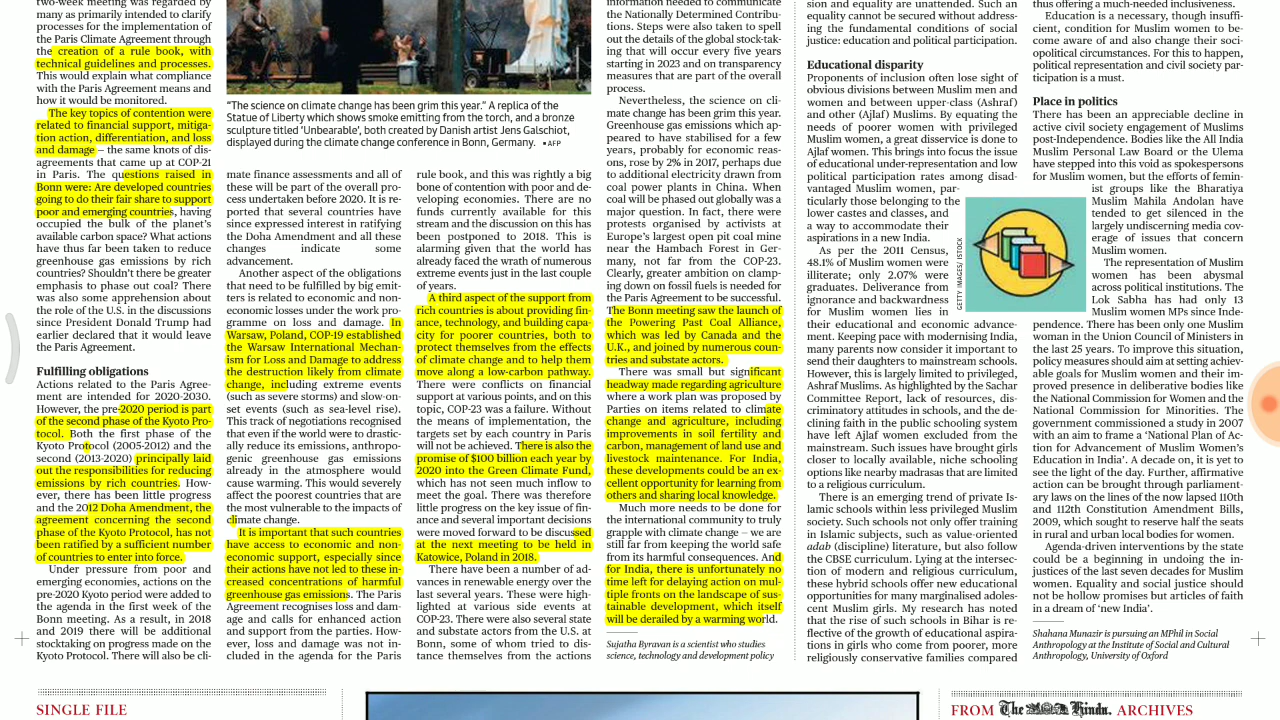 two-week meeting was regarded by
many as primarily intended to clarify
processes for the implementation of
the Paris Climate Agreement through
the creation of a rule book, with
technical guidelines and processes.
This would explain what compliance
with the Paris Agreement means and
how it would be monitored.
The key topics of contention were
related to financial support, mitiga-
tion action, differentiation, and loss
and damage – the same knots of dis-
agreements that came up at COP-21
in Paris. The questions raised in
Bonn were: Are developed countries
going to do their fair share to support
poor and emerging countries, having
occupied the bulk of the planet's
available carbon space? What actions
have thus far been taken to reduce
greenhouse gas emissions by rich
countries? Shouldn't there be greater
emphasis to phase out coal? There
was also some apprehension about
the role of the U.S. in the discussions
since President Donald Trump had
earlier declared that it would leave
the Paris Agreement.
Fulfilling obligations
Actions related to the Paris Agree-
ment are intended for 2020-2030.
However, the pre-2020 period is part
of the second phase of the Kyoto Pro-
tocol. Both the first phase of the
Kyoto Protocol (2005-2012) and the
second (2013-2020) principally laid
out the responsibilities for reducing
emissions by rich countries. How-
ever, there has been little progress
and the 2012 Doha Amendment, the
agreement concerning the second
phase of the Kyoto Protocol, has not
been ratified by a sufficient number
of countries to enter into force.
Under pressure from poor and
emerging economies, actions on the
pre-2020 Kyoto period were added to
the agenda in the first week of the
Bonn meeting. As a result, in 2018
and 2019 there will be additional
stocktaking on progress made on the
Kyoto Protocol. There will also be cli-
"The science on climate change has been grim this year." A replica of the
Statue of Liberty which shows smoke emitting from the torch, and a bronze
sculpture titled 'Unbearable', both created by Danish artist Jens Galschiot,
displayed during the climate change conference in Bonn, Germany. ▪ AFP
mate finance assessments and all of
these will be part of the overall pro-
cess undertaken before 2020. It is re-
ported that several countries have
since expressed interest in ratifying
the Doha Amendment and all these
changes indicate some
advancement.
Another aspect of the obligations
that need to be fulfilled by big emit-
ters is related to economic and non-
economic losses under the work pro-
gramme on loss and damage. In
Warsaw, Poland, COP-19 established
the Warsaw International Mechan-
ism for Loss and Damage to address
the destruction likely from climate
change, including extreme events
(such as severe storms) and slow-on-
set events (such as sea-level rise).
This track of negotiations recognised
that even if the world were to drastic-
ally reduce its emissions, anthropo-
genic greenhouse gas emissions
already in the atmosphere would
cause warming. This would severely
affect the poorest countries that are
the most vulnerable to the impacts of
climate change.
It is important that such countries
have access to economic and non-
economic support, especially since
their actions have not led to these in-
creased concentrations of harmful
greenhouse gas emissions. The Paris
Agreement recognises loss and dam-
age and calls for enhanced action
and support from the parties. How-
ever, loss and damage was not in-
cluded in the agenda for the Paris
rule book, and this was rightly a big
bone of contention with poor and de-
veloping economies. There are no
funds currently available for this
stream and the discussion on this has
been postponed to 2018. This is
alarming given that the world has
already faced the wrath of numerous
extreme events just in the last couple
of years.
A third aspect of the support from
rich countries is about providing fin-
ance, technology, and building capa-
city for poorer countries, both to
protect themselves from the effects
of climate change and to help them
move along a low-carbon pathway.
There were conflicts on financial
support at various points, and on this
topic, COP-23 was a failure. Without
the means of implementation, the
targets set by each country in Paris
will not be achieved. There is also the
promise of $100 billion each year by
2020 into the Green Climate Fund,
which has not seen much inflow to
meet the goal. There was therefore
little progress on the key issue of fin-
ance and several important decisions
were moved forward to be discussed
at the next meeting to be held in
Katowice, Poland in 2018.
There have been a number of ad-
vances in renewable energy over the
last several years. These were high-
lighted at various side events at
COP-23. There were also several state
and substate actors from the U.S. at
Bonn, some of whom tried to dis-
tance themselves from the actions
information needed to communicate
the Nationally Determined Contribu-
tions. Steps were also taken to spell
out the details of the global stock-tak-
ing that will occur every five years
starting in 2023 and on transparency
measures that are part of the overall
process.
Nevertheless, the science on cli-
mate change has been grim this year.
Greenhouse gas emissions which ap-
peared to have stabilised for a few
years, probably for economic reas-
ons, rose by 2% in 2017, perhaps due
to additional electricity drawn from
coal power plants in China. When
coal will be phased out globally was a
major question. In fact, there were
protests organised by activists at
Europe's largest open pit coal mine
near the Hambach Forest in Ger-
many, not far from the COP-23.
Clearly, greater ambition on clamp-
ing down on fossil fuels is needed for
the Paris Agreement to be successful.
The Bonn meeting saw the launch of
the Powering Past Coal Alliance,
which was led by Canada and the
U.K., and joined by numerous coun-
tries and substate actors.
There was small but significant
headway made regarding agriculture
where a work plan was proposed by
Parties on items related to climate
change and agriculture, including
improvements in soil fertility and
carbon, management of land use and
livestock maintenance. For India,
these developments could be an ex-
cellent opportunity for learning from
others and sharing local knowledge.
Much more needs to be done for
the international community to truly
grapple with climate change – we are
still far from keeping the world safe
from its harmful consequences. And
for India, there is unfortunately no
time left for delaying action on mul-
tiple fronts on the landscape of sus-
tainable development, which itself
will be derailed by a warming world.
Sujatha Byravan is a scientist who studies
science, technology and development policy
sion and equality are unattended. Such an
equality cannot be secured without address-
ing the fundamental conditions of social
justice: education and political participation.
Educational disparity
Proponents of inclusion often lose sight of
obvious divisions between Muslim men and
women and between upper-class (Ashraf)
and other (Ajlaf) Muslims. By equating the
needs of poorer women with privileged
Muslim women, a great disservice is done to
Ajlaf women. This brings into focus the issue
of educational under-representation and low
political participation rates among disad-
vantaged Muslim women, par-
ticularly those belonging to the
lower castes and classes, and
a way to accommodate their
aspirations in a new India.
As per the 2011 Census,
48.1% of Muslim women were
illiterate; only 2.07% were
graduates. Deliverance from
ignorance and backwardness
for Muslim women lies in
their educational and economic advance-
ment. Keeping pace with modernising India,
many parents now consider it important to
send their daughters to mainstream schools.
However, this is largely limited to privileged,
Ashraf Muslims. As highlighted by the Sachar
Committee Report, lack of resources, dis-
criminatory attitudes in schools, and the de-
clining faith in the public schooling system
have left Ajlaf women excluded from the
mainstream. Such issues have brought girls
closer to locally available, niche schooling
options like nearby madrasas that are limited
to a religious curriculum.
There is an emerging trend of private Is-
lamic schools within less privileged Muslim
society. Such schools not only offer training
in Islamic subjects, such as value-oriented
adab (discipline) literature, but also follow
the CBSE curriculum. Lying at the intersec-
tion of modern and religious curriculum,
these hybrid schools offer new educational
opportunities for many marginalised adoles-
cent Muslim girls. My research has noted
that the rise of such schools in Bihar is re-
flective of the growth of educational aspira-
tions in girls who come from poorer, more
religiously conservative families compared
GETTY IMAGES/ ISTOCK
thus offering a much-needed inclusiveness.
Education is a necessary, though insuffi-
cient, condition for Muslim women to be-
come aware of and also change their soci-
opolitical circumstances. For this to happen,
political representation and civil society par-
ticipation is a must.
Place in politics
There has been an appreciable decline in
active civil society engagement of Muslims
post-Independence. Bodies like the All India
Muslim Personal Law Board or the Ulema
have stepped into this void as spokespersons
for Muslim women, but the efforts of femin-
ist groups like the Bharatiya
Muslim Mahila Andolan have
tended to get silenced in the
largely undiscerning media cov-
erage of issues that concern
Muslim women.
The representation of Muslim
women has been abysmal
across political institutions. The
Lok Sabha has had only 13
Muslim women MPs since Inde-
pendence. There has been only one Muslim
woman in the Union Council of Ministers in
the last 25 years. To improve this situation,
policy measures should aim at setting achiev-
able goals for Muslim women and their im-
proved presence in deliberative bodies like
the National Commission for Women and the
National Commission for Minorities. The
government commissioned a study in 2007
with an aim to frame a 'National Plan of Ac-
tion for Advancement of Muslim Women's
Education in India'. A decade on, it is yet to
see the light of the day. Further, affirmative
action can be brought through parliament-
ary laws on the lines of the now lapsed 110th
and 112th Constitution Amendment Bills,
2009, which sought to reserve half the seats
in rural and urban local bodies for women.
Agenda-driven interventions by the state
could be a beginning in undoing the in-
justices of the last seven decades for Muslim
women. Equality and social justice should
not be hollow promises but articles of faith
in a dream of 'new India'.
Shahana Munazir is pursuing an MPhil in Social
Anthropology at the Institute of Social and Cultural
Anthropology, University of Oxford
SINGLE FILE
FROM The Hindu. ARCHIVES